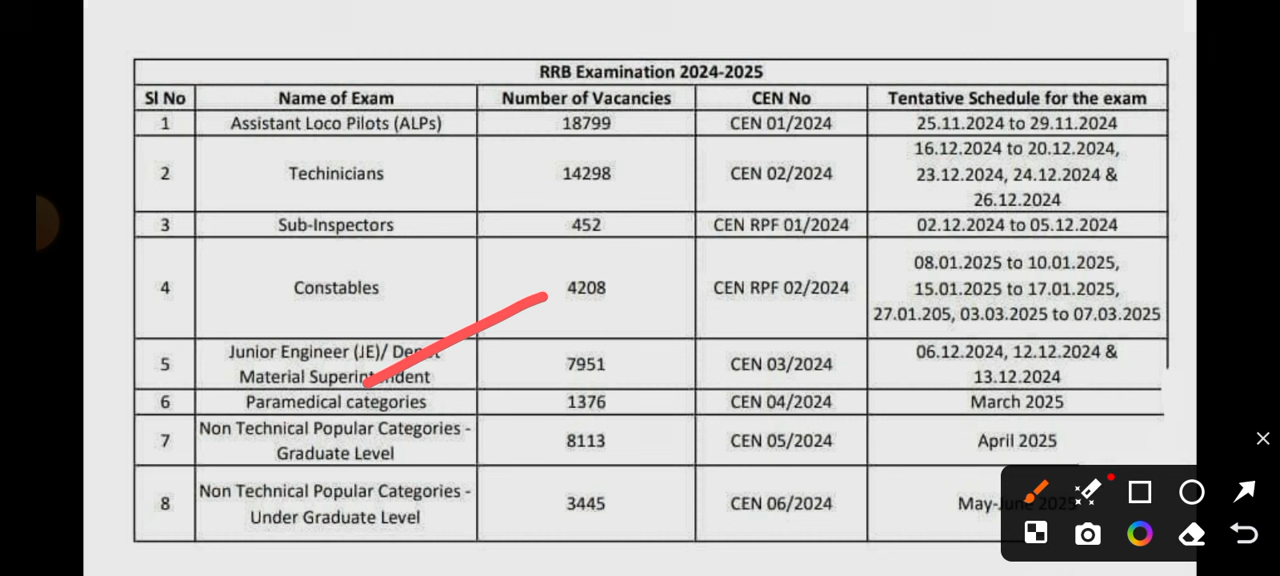 RRB Examination 2024-2025
Sl No Name of Exam Number of Vacancies CEN No Tentative Schedule for the exam
1 Assistant Loco Pilots (ALPs) 18799 CEN 01/2024 25.11.2024 to 29.11.2024
2 Techinicians 14298 CEN 02/2024 16.12.2024 to 20.12.2024,
23.12.2024, 24.12.2024 &
26.12.2024
3 Sub-Inspectors 452 CEN RPF 01/2024 02.12.2024 to 05.12.2024
4 Constables 4208 CEN RPF 02/2024 08.01.2025 to 10.01.2025,
15.01.2025 to 17.01.2025,
27.01.205, 03.03.2025 to 07.03.2025
5 Junior Engineer (JE)/ Depot
Material Superintendent 7951 CEN 03/2024 06.12.2024, 12.12.2024 &
13.12.2024
6 Paramedical categories 1376 CEN 04/2024 March 2025
7 Non Technical Popular Categories -
Graduate Level 8113 CEN 05/2024 April 2025
8 Non Technical Popular Categories -
Under Graduate Level 3445 CEN 06/2024 May-June 2025